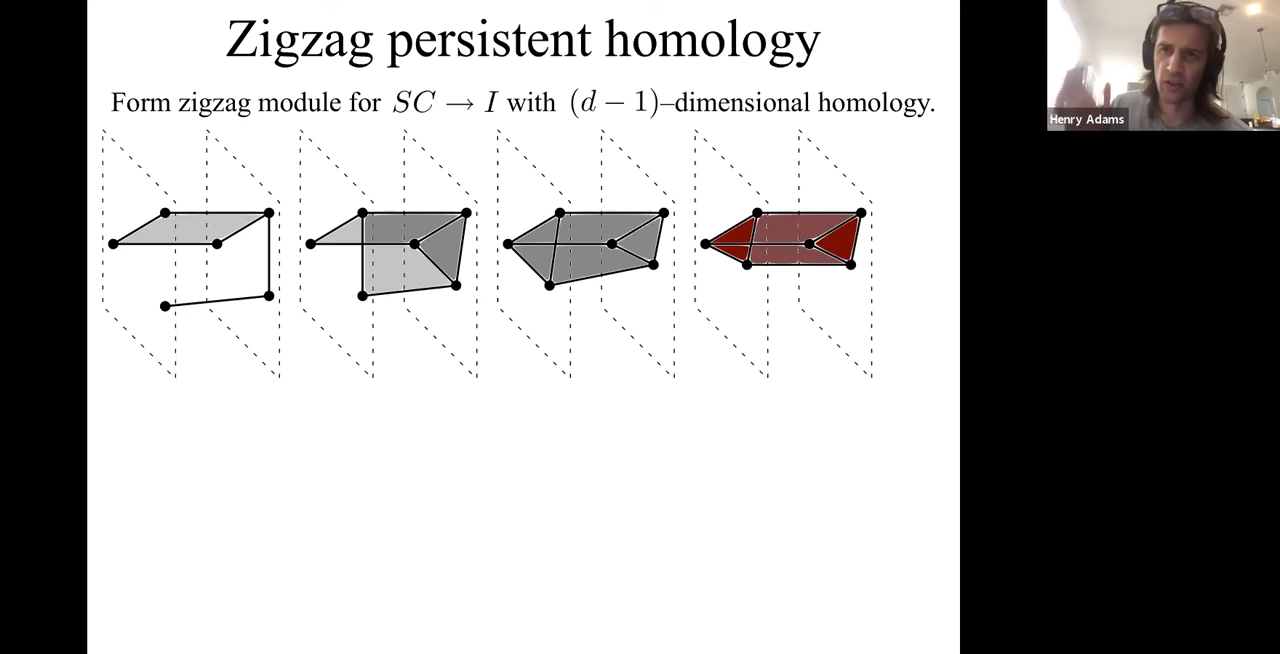 Zigzag persistent homology
Form zigzag module for SC → I with (d − 1)–dimensional homology.
Henry Adams